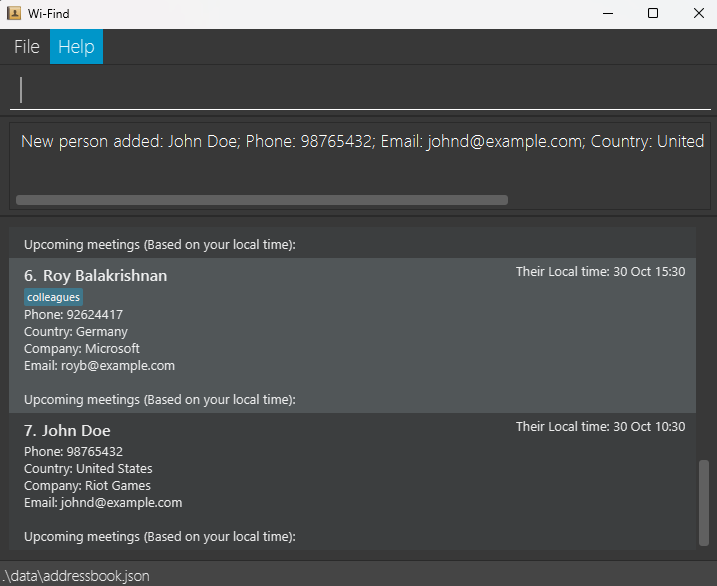 Wi-Find
File Help
New person added: John Doe; Phone: 98765432; Email: johnd@example.com; Country: United
Upcoming meetings (Based on your local time):
6. Roy Balakrishnan
Their Local time: 30 Oct 15:30
colleagues
Phone: 92624417
Country: Germany
Company: Microsoft
Email: royb@example.com
Upcoming meetings (Based on your local time):
7. John Doe
Their Local time: 30 Oct 10:30
Phone: 98765432
Country: United States
Company: Riot Games
Email: johnd@example.com
Upcoming meetings (Based on your local time):
.\data\addressbook.json